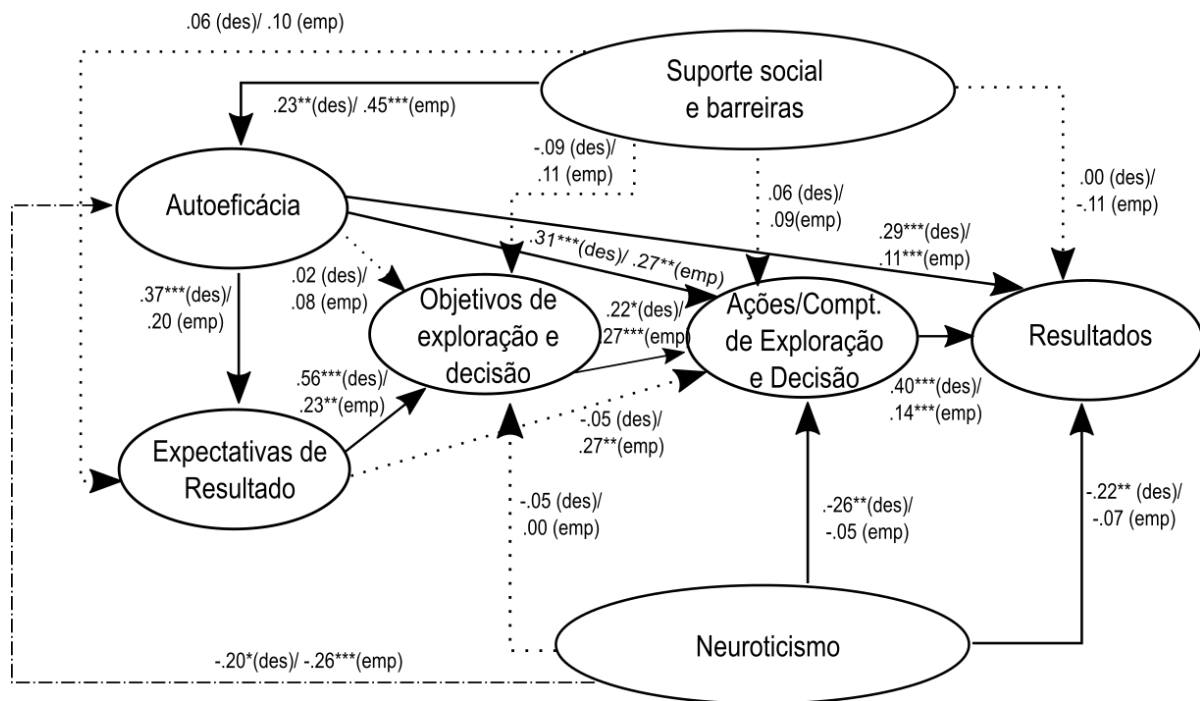 .06 (des)/ .10 (emp)
Suporte social
e barreiras
.23**(des)/ .45***(emp)
-.09 (des)/
.11 (emp)
.06 (des)/
.09(emp)
.00 (des)/
-.11 (emp)
Autoeficácia
.31***(des)/ .27**(emp)
.29***(des)/
.11***(emp)
.02 (des)/
.08 (emp)
.37***(des)/
.20 (emp)
Objetivos de
exploração e
decisão
.22*(des)/
.27***(emp)
Ações/Compt.
de Exploração
e Decisão
Resultados
.56***(des)/
.23**(emp)
.40***(des)/
.14***(emp)
-.05 (des)/
.27**(emp)
Expectativas de
Resultado
-.05 (des)/
.00 (emp)
.-26**(des)/
-.05 (emp)
-.22** (des)/
-.07 (emp)
Neuroticismo
-.20*(des)/ -.26***(emp)